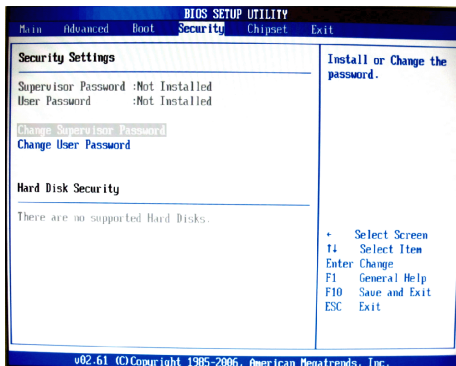 BIOS SETUP UTILITY
Main Advanced Boot Security Chipset Exit
Security Settings
Supervisor Password :Not Installed
User Password :Not Installed
Change Supervisor Password
Change User Password
Hard Disk Security
There are no supported Hard Disks.
Install or Change the
password.
← Select Screen
↑↓ Select Item
Enter Change
F1 General Help
F10 Save and Exit
ESC Exit
v02.61 (C)Copyright 1985-2006, American Megatrends, Inc.